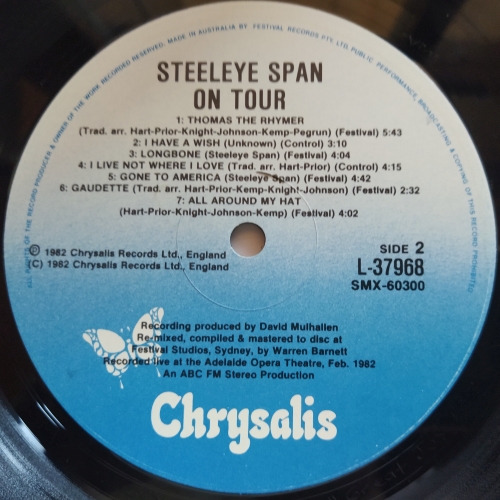 ALL RIGHTS OF THE RECORD PRODUCER & OWNER OF THE WORK RECORDED RESERVED. MADE IN AUSTRALIA BY FESTIVAL RECORDS PTY. LTD. PUBLIC PERFORMANCE, BROADCASTING & COPYING OF THIS RECORD PROHIBITED
STEELEYE SPAN
ON TOUR
1: THOMAS THE RHYMER
(Trad. arr. Hart-Prior-Knight-Johnson-Kemp-Pegrun) (Festival) 5:43
2: I HAVE A WISH (Unknown) (Control) 3:10
3: LONGBONE (Steeleye Span) (Festival) 4:04
4: I LIVE NOT WHERE I LOVE (Trad. arr. Hart-Prior) (Control) 4:15
5: GONE TO AMERICA (Steeleye Span) (Festival) 4:42
6: GAUDETTE (Trad. arr. Hart-Prior-Kemp-Knight-Johnson) (Festival) 2:32
7: ALL AROUND MY HAT
(Hart-Prior-Knight-Johnson-Kemp) (Festival) 4:02
℗ 1982 Chrysalis Records Ltd., England
(C) 1982 Chrysalis Records Ltd., England
SIDE 2
L-37968
SMX-60300
Recording produced by David Mulhallen
Re-mixed, compiled & mastered to disc at
Festival Studios, Sydney, by Warren Barnett
Recorded live at the Adelaide Opera Theatre, Feb. 1982
An ABC FM Stereo Production
Chrysalis